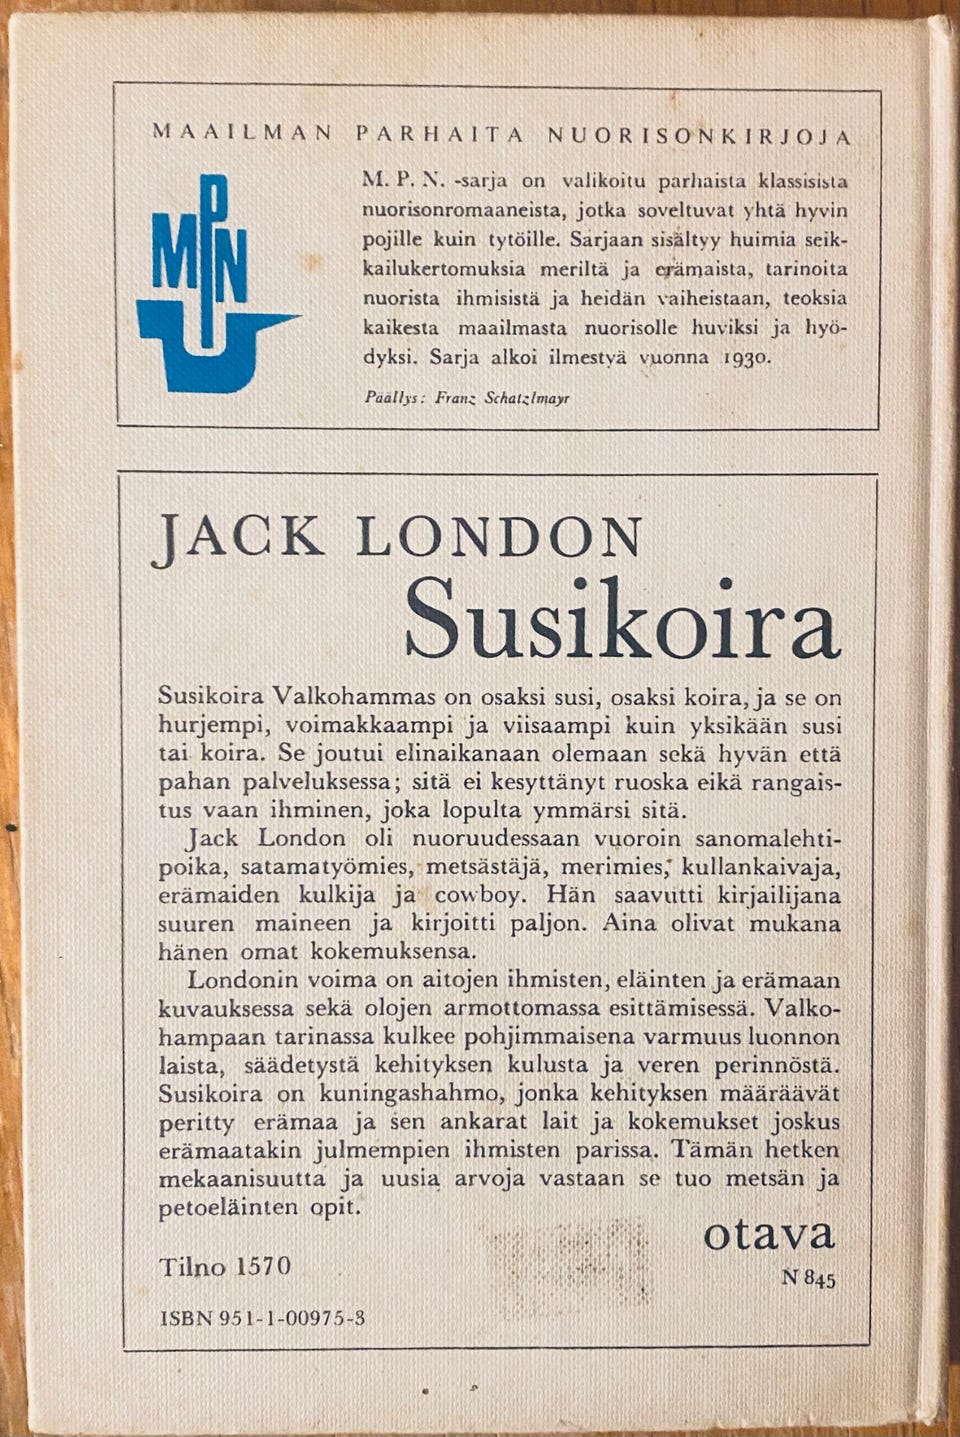 MAAILMAN PARHAITA NUORISONKIRJOJA
MPN
M. P. N. -sarja on valikoitu parhaista klassisista
nuorisonromaaneista, jotka soveltuvat yhtä hyvin
pojille kuin tytöille. Sarjaan sisältyy huimia seik-
kailukertomuksia meriltä ja erämaista, tarinoita
nuorista ihmisistä ja heidän vaiheistaan, teoksia
kaikesta maailmasta nuorisolle huviksi ja hyö-
dyksi. Sarja alkoi ilmestyä vuonna 1930.
Päällys: Franz Schatzlmayr
JACK LONDON
Susikoira
Susikoira Valkohammas on osaksi susi, osaksi koira, ja se on
hurjempi, voimakkaampi ja viisaampi kuin yksikään susi
tai koira. Se joutui elinaikanaan olemaan sekä hyvän että
pahan palveluksessa; sitä ei kesyttänyt ruoska eikä rangais-
tus vaan ihminen, joka lopulta ymmärsi sitä.
Jack London oli nuoruudessaan vuoroin sanomalehti-
poika, satamatyömies, metsästäjä, merimies, kullankaivaja,
erämaiden kulkija ja cowboy. Hän saavutti kirjailijana
suuren maineen ja kirjoitti paljon. Aina olivat mukana
hänen omat kokemuksensa.
Londonin voima on aitojen ihmisten, eläinten ja erämaan
kuvauksessa sekä olojen armottomassa esittämisessä. Valko-
hampaan tarinassa kulkee pohjimmaisena varmuus luonnon
laista, säädetystä kehityksen kulusta ja veren perinnöstä.
Susikoira on kuningashahmo, jonka kehityksen määräävät
peritty erämaa ja sen ankarat lait ja kokemukset joskus
erämaatakin julmempien ihmisten parissa. Tämän hetken
mekaanisuutta ja uusia arvoja vastaan se tuo metsän ja
petoeläinten opit.
otava
Tilno 1570
N 845
ISBN 951-1-00975-3